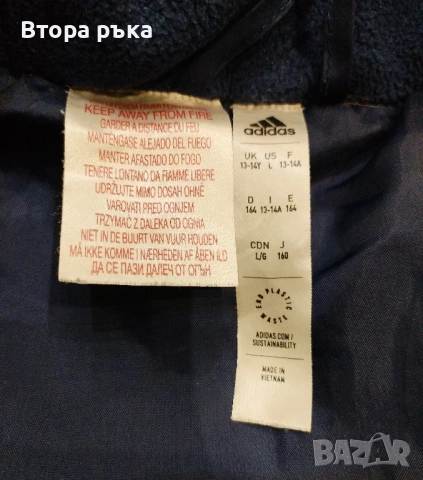 Втора ръка
KEEP AWAY FROM FIRE
GARDER A DISTANCE DU FEU
MANTÉNGASE ALEJADO DEL FUEGO
MANTER AFASTADO DO FOGO
TENERE LONTANO DA FIAMME LIBERE
UDRŽUJTE MIMO DOSAH OHNĚ
VAROVATI PRED OGNJEM
TRZYMAĆ Z DALEKA OD OGNIA
NIET IN DE BUURT VAN VUUR HOUDEN
MÅ IKKE KOMME I NÆRHEDEN AF ÅBEN ILD
ДА СЕ ПАЗИ ДАЛЕЧ ОТ ОГЪН
adidas
UK US F
13-14Y L 13-14A
D I E
164 13-14A 164
CDN J
L/G 160
END PLASTIC WASTE
ADIDAS.COM/
SUSTAINABILITY
MADE IN
VIETNAM
BAZAR